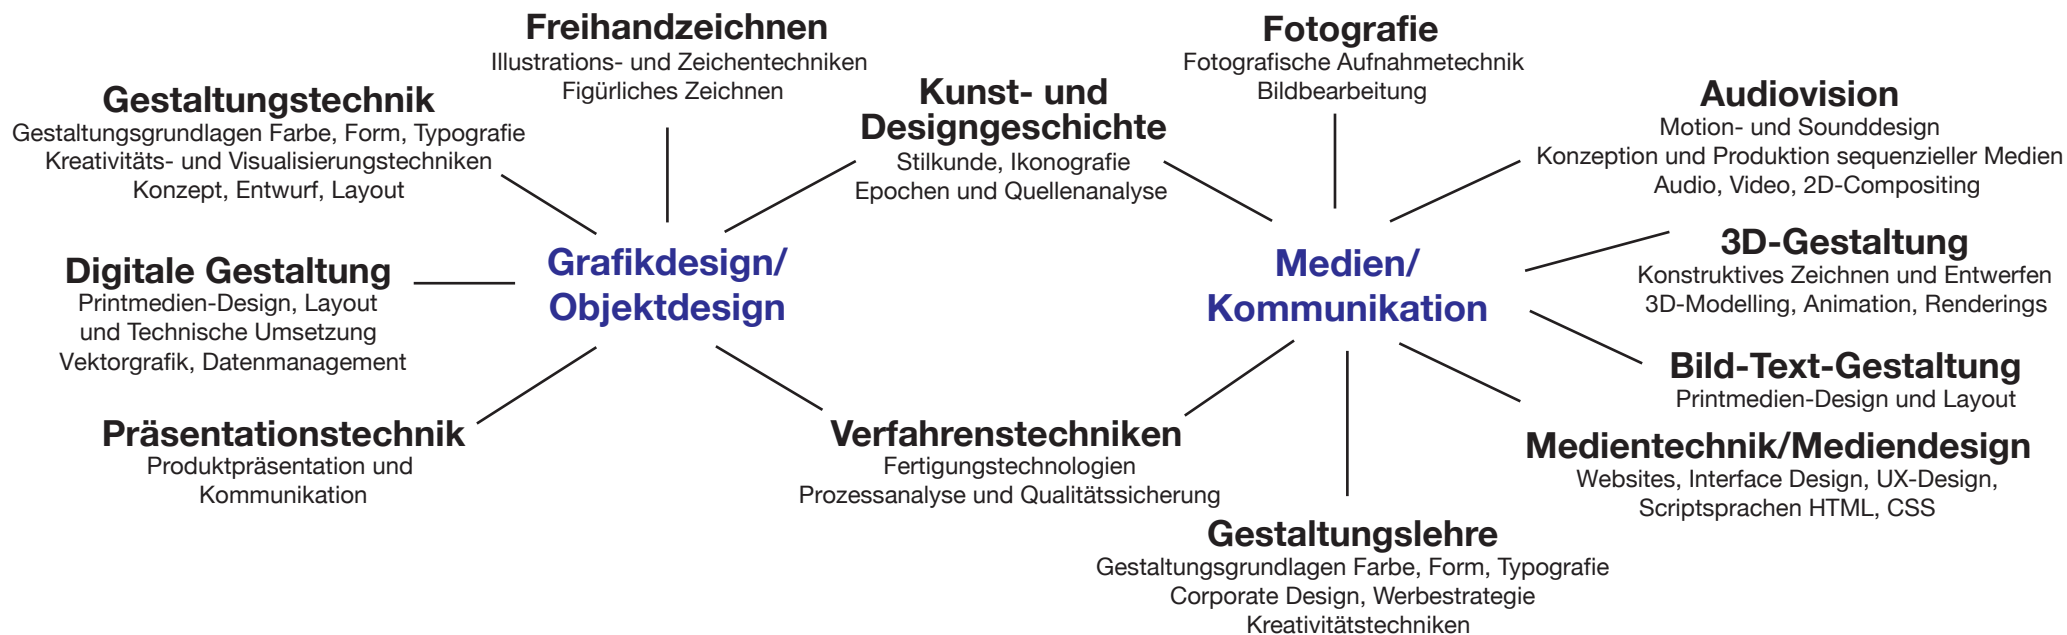 Freihandzeichnen
Illustrations- und Zeichentechniken
Figürliches Zeichnen
Fotografie
Fotografische Aufnahmetechnik
Bildbearbeitung
Gestaltungstechnik
Gestaltungsgrundlagen Farbe, Form, Typografie
Kreativitäts- und Visualisierungstechniken
Konzept, Entwurf, Layout
Kunst- und
Designgeschichte
Stilkunde, Ikonografie
Epochen und Quellenanalyse
Audiovision
Motion- und Sounddesign
Konzeption und Produktion sequenzieller Medien
Audio, Video, 2D-Compositing
Digitale Gestaltung
Printmedien-Design, Layout
und Technische Umsetzung
Vektorgrafik, Datenmanagement
Grafikdesign/
Objektdesign
Medien/
Kommunikation
3D-Gestaltung
Konstruktives Zeichnen und Entwerfen
3D-Modelling, Animation, Renderings
Bild-Text-Gestaltung
Printmedien-Design und Layout
Präsentationstechnik
Produktpräsentation und
Kommunikation
Verfahrenstechniken
Fertigungstechnologien
Prozessanalyse und Qualitätssicherung
Medientechnik/Mediendesign
Websites, Interface Design, UX-Design,
Scriptsprachen HTML, CSS
Gestaltungslehre
Gestaltungsgrundlagen Farbe, Form, Typografie
Corporate Design, Werbestrategie
Kreativitätstechniken